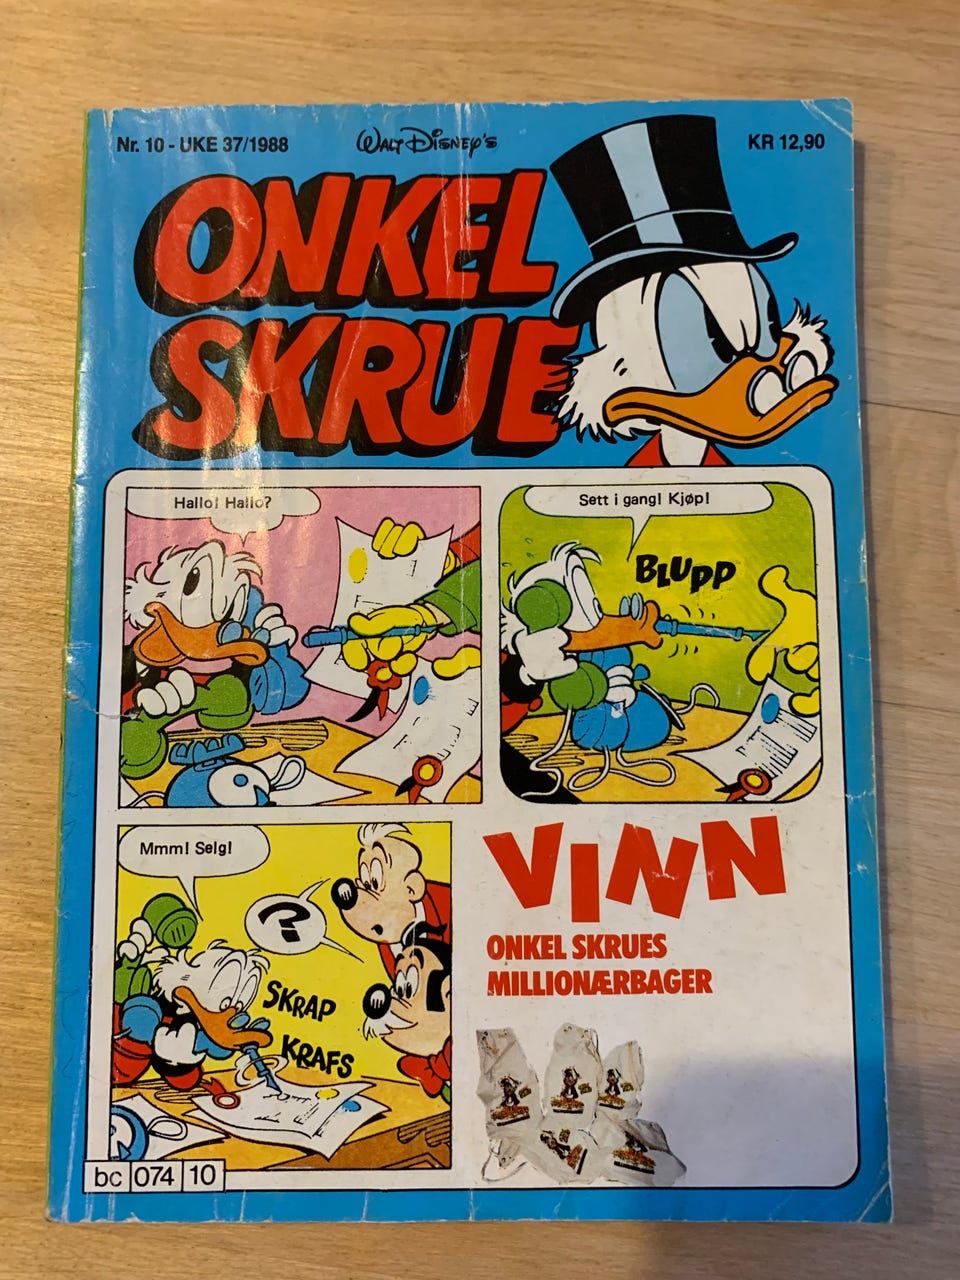 Nr. 10 - UKE 37/1988
WALT DISNEY'S
KR 12,90
ONKEL
SKRUE
Hallo! Hallo?
Sett i gang! Kjøp!
BLUPP
Mmm! Selg!
?
SKRAP
KRAFS
VINN
ONKEL SKRUES
MILLIONÆRBAGER
bc 074 10